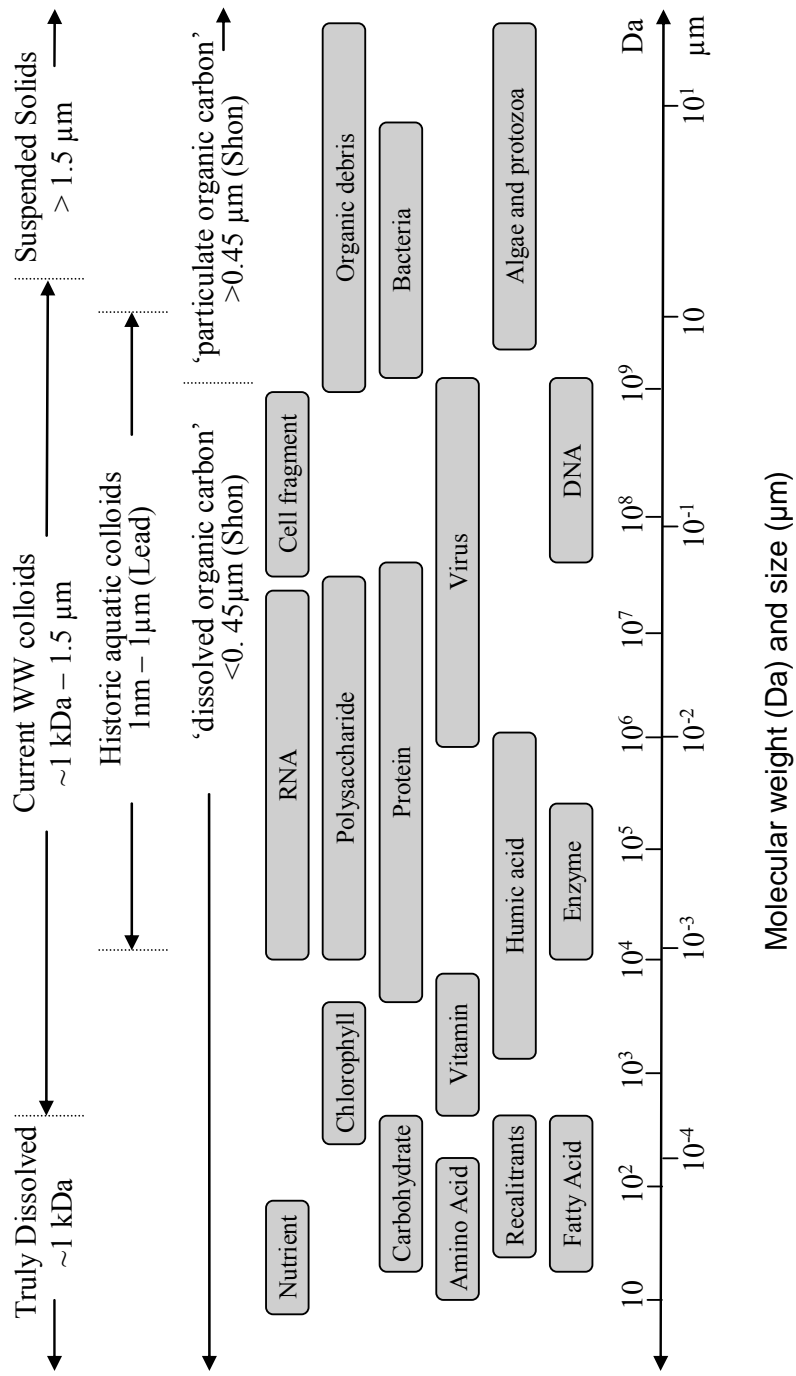 Truly Dissolved
~1 kDa
Current WW colloids
~1 kDa – 1.5 µm
Suspended Solids
> 1.5 µm
Historic aquatic colloids
1nm – 1µm (Lead)
‘dissolved organic carbon’
<0. 45µm (Shon)
‘particulate organic carbon’
>0.45 µm (Shon)
Nutrient
RNA
Cell fragment
Chlorophyll
Polysaccharide
Organic debris
Carbohydrate
Protein
Bacteria
Amino Acid
Vitamin
Virus
Recalitrants
Humic acid
Algae and protozoa
Fatty Acid
Enzyme
DNA
10 10² 10³ 10⁴ 10⁵ 10⁶ 10⁷ 10⁸ 10⁹ Da
10⁻⁴ 10⁻³ 10⁻² 10⁻¹ 10 10¹ µm
Molecular weight (Da) and size (µm)